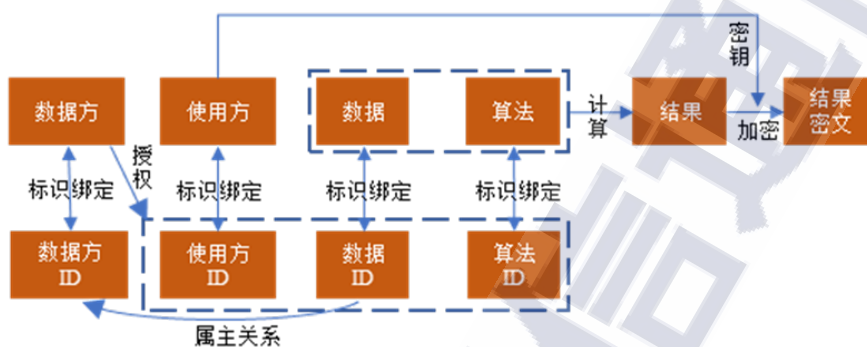 密
钥
数据方
使用方
数据
算法
计
算
结果
加密
结果
密文
授
权
标识绑定
标识绑定
标识绑定
标识绑定
数据方
ID
使用方
ID
数据
ID
算法
ID
属主关系